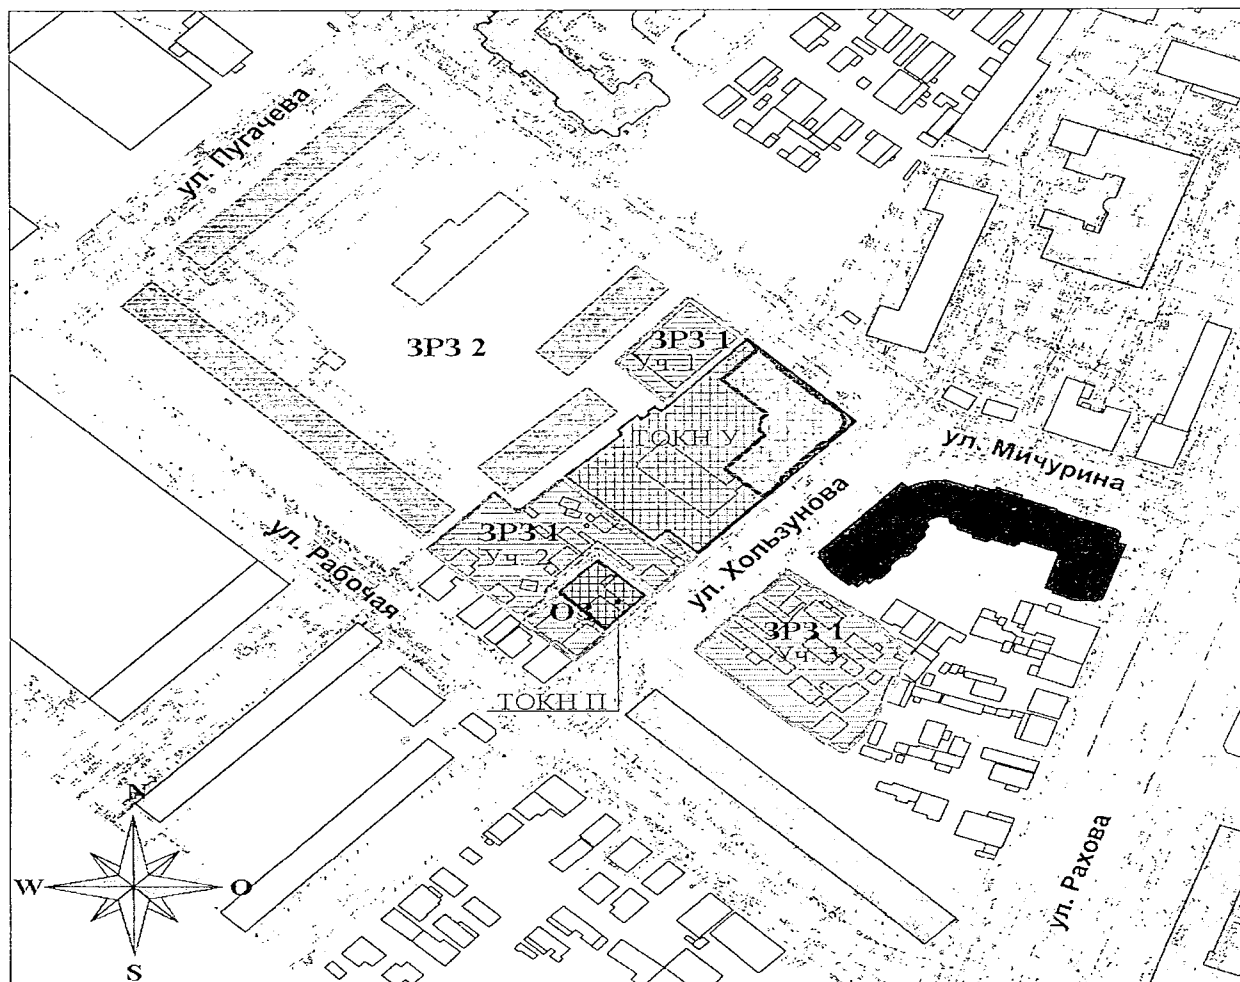 ул. Пугачева
ЗРЗ 2
ЗРЗ 1
Уч. 1
ТОКН У
ул. Мичурина
ул. Хользунова
ЗРЗ 1
Уч. 2
ул. Рабочая
ОЗ
ЗРЗ 1
Уч. 3
ТОКН П
ул. Рахова
N
W
O
S